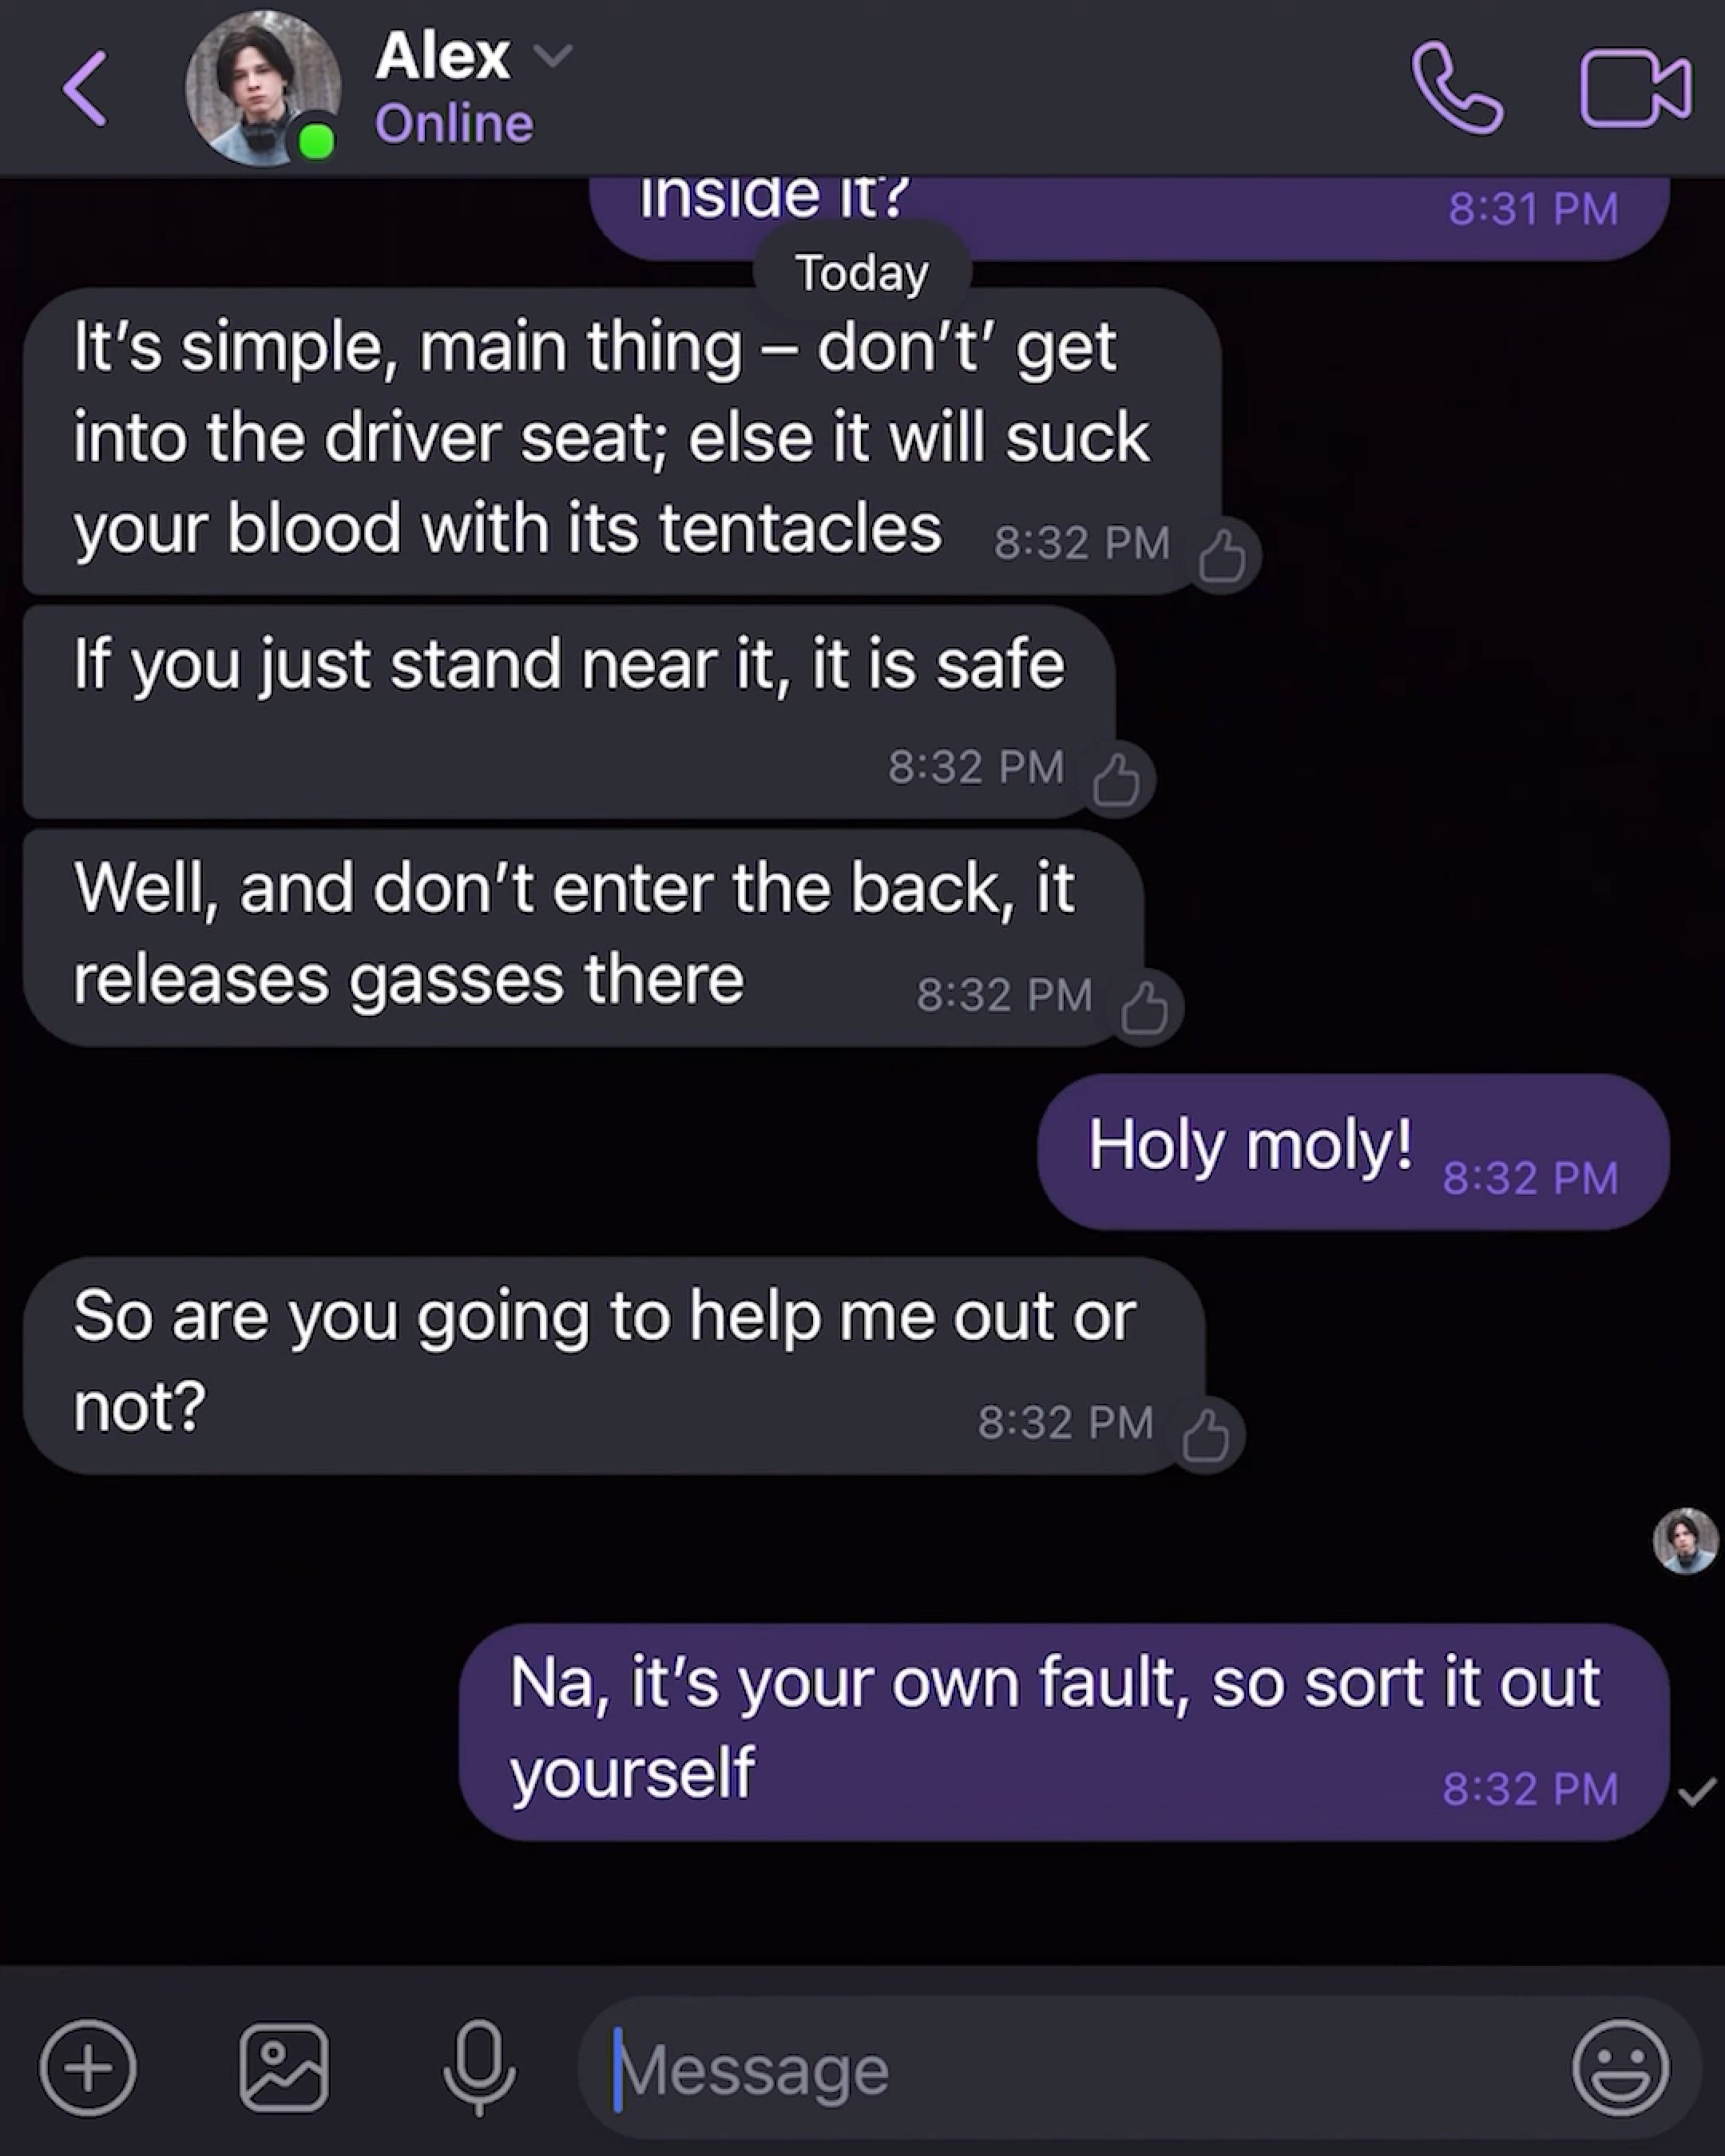 Alex
Online
inside it?
8:31 PM
Today
It’s simple, main thing – don’t’ get
into the driver seat; else it will suck
your blood with its tentacles 8:32 PM
If you just stand near it, it is safe
8:32 PM
Well, and don’t enter the back, it
releases gasses there 8:32 PM
Holy moly! 8:32 PM
So are you going to help me out or
not? 8:32 PM
Na, it’s your own fault, so sort it out
yourself 8:32 PM
Message